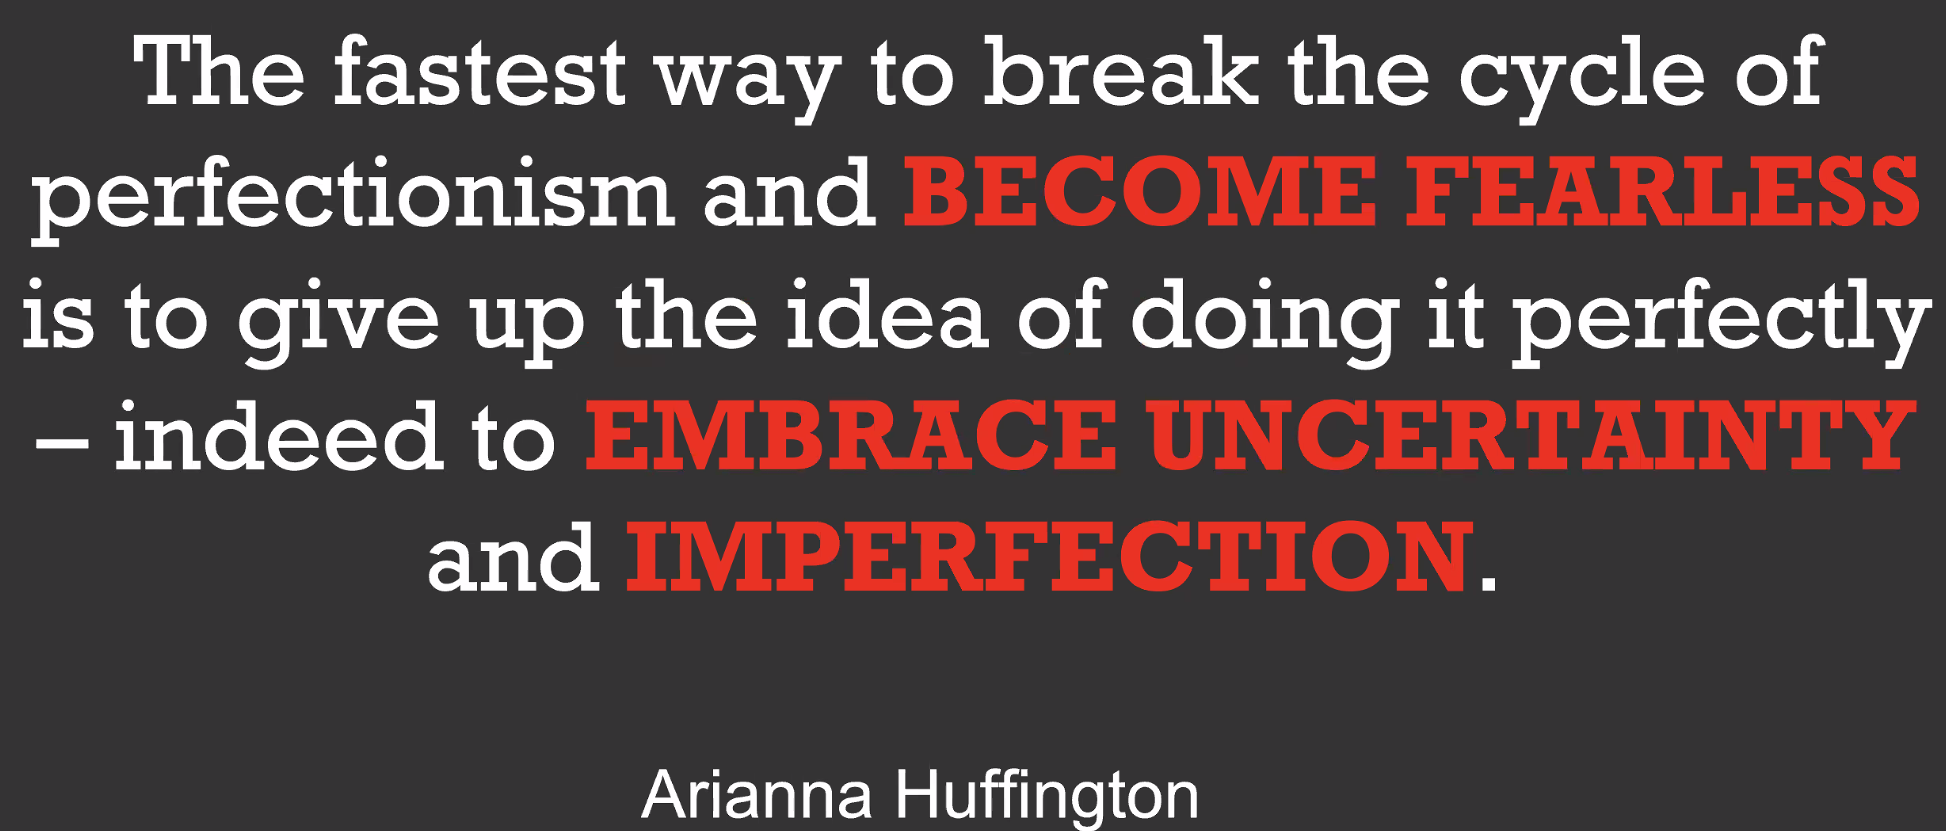 The fastest way to break the cycle of
perfectionism and BECOME FEARLESS
is to give up the idea of doing it perfectly
– indeed to EMBRACE UNCERTAINTY
and IMPERFECTION.
Arianna Huffington